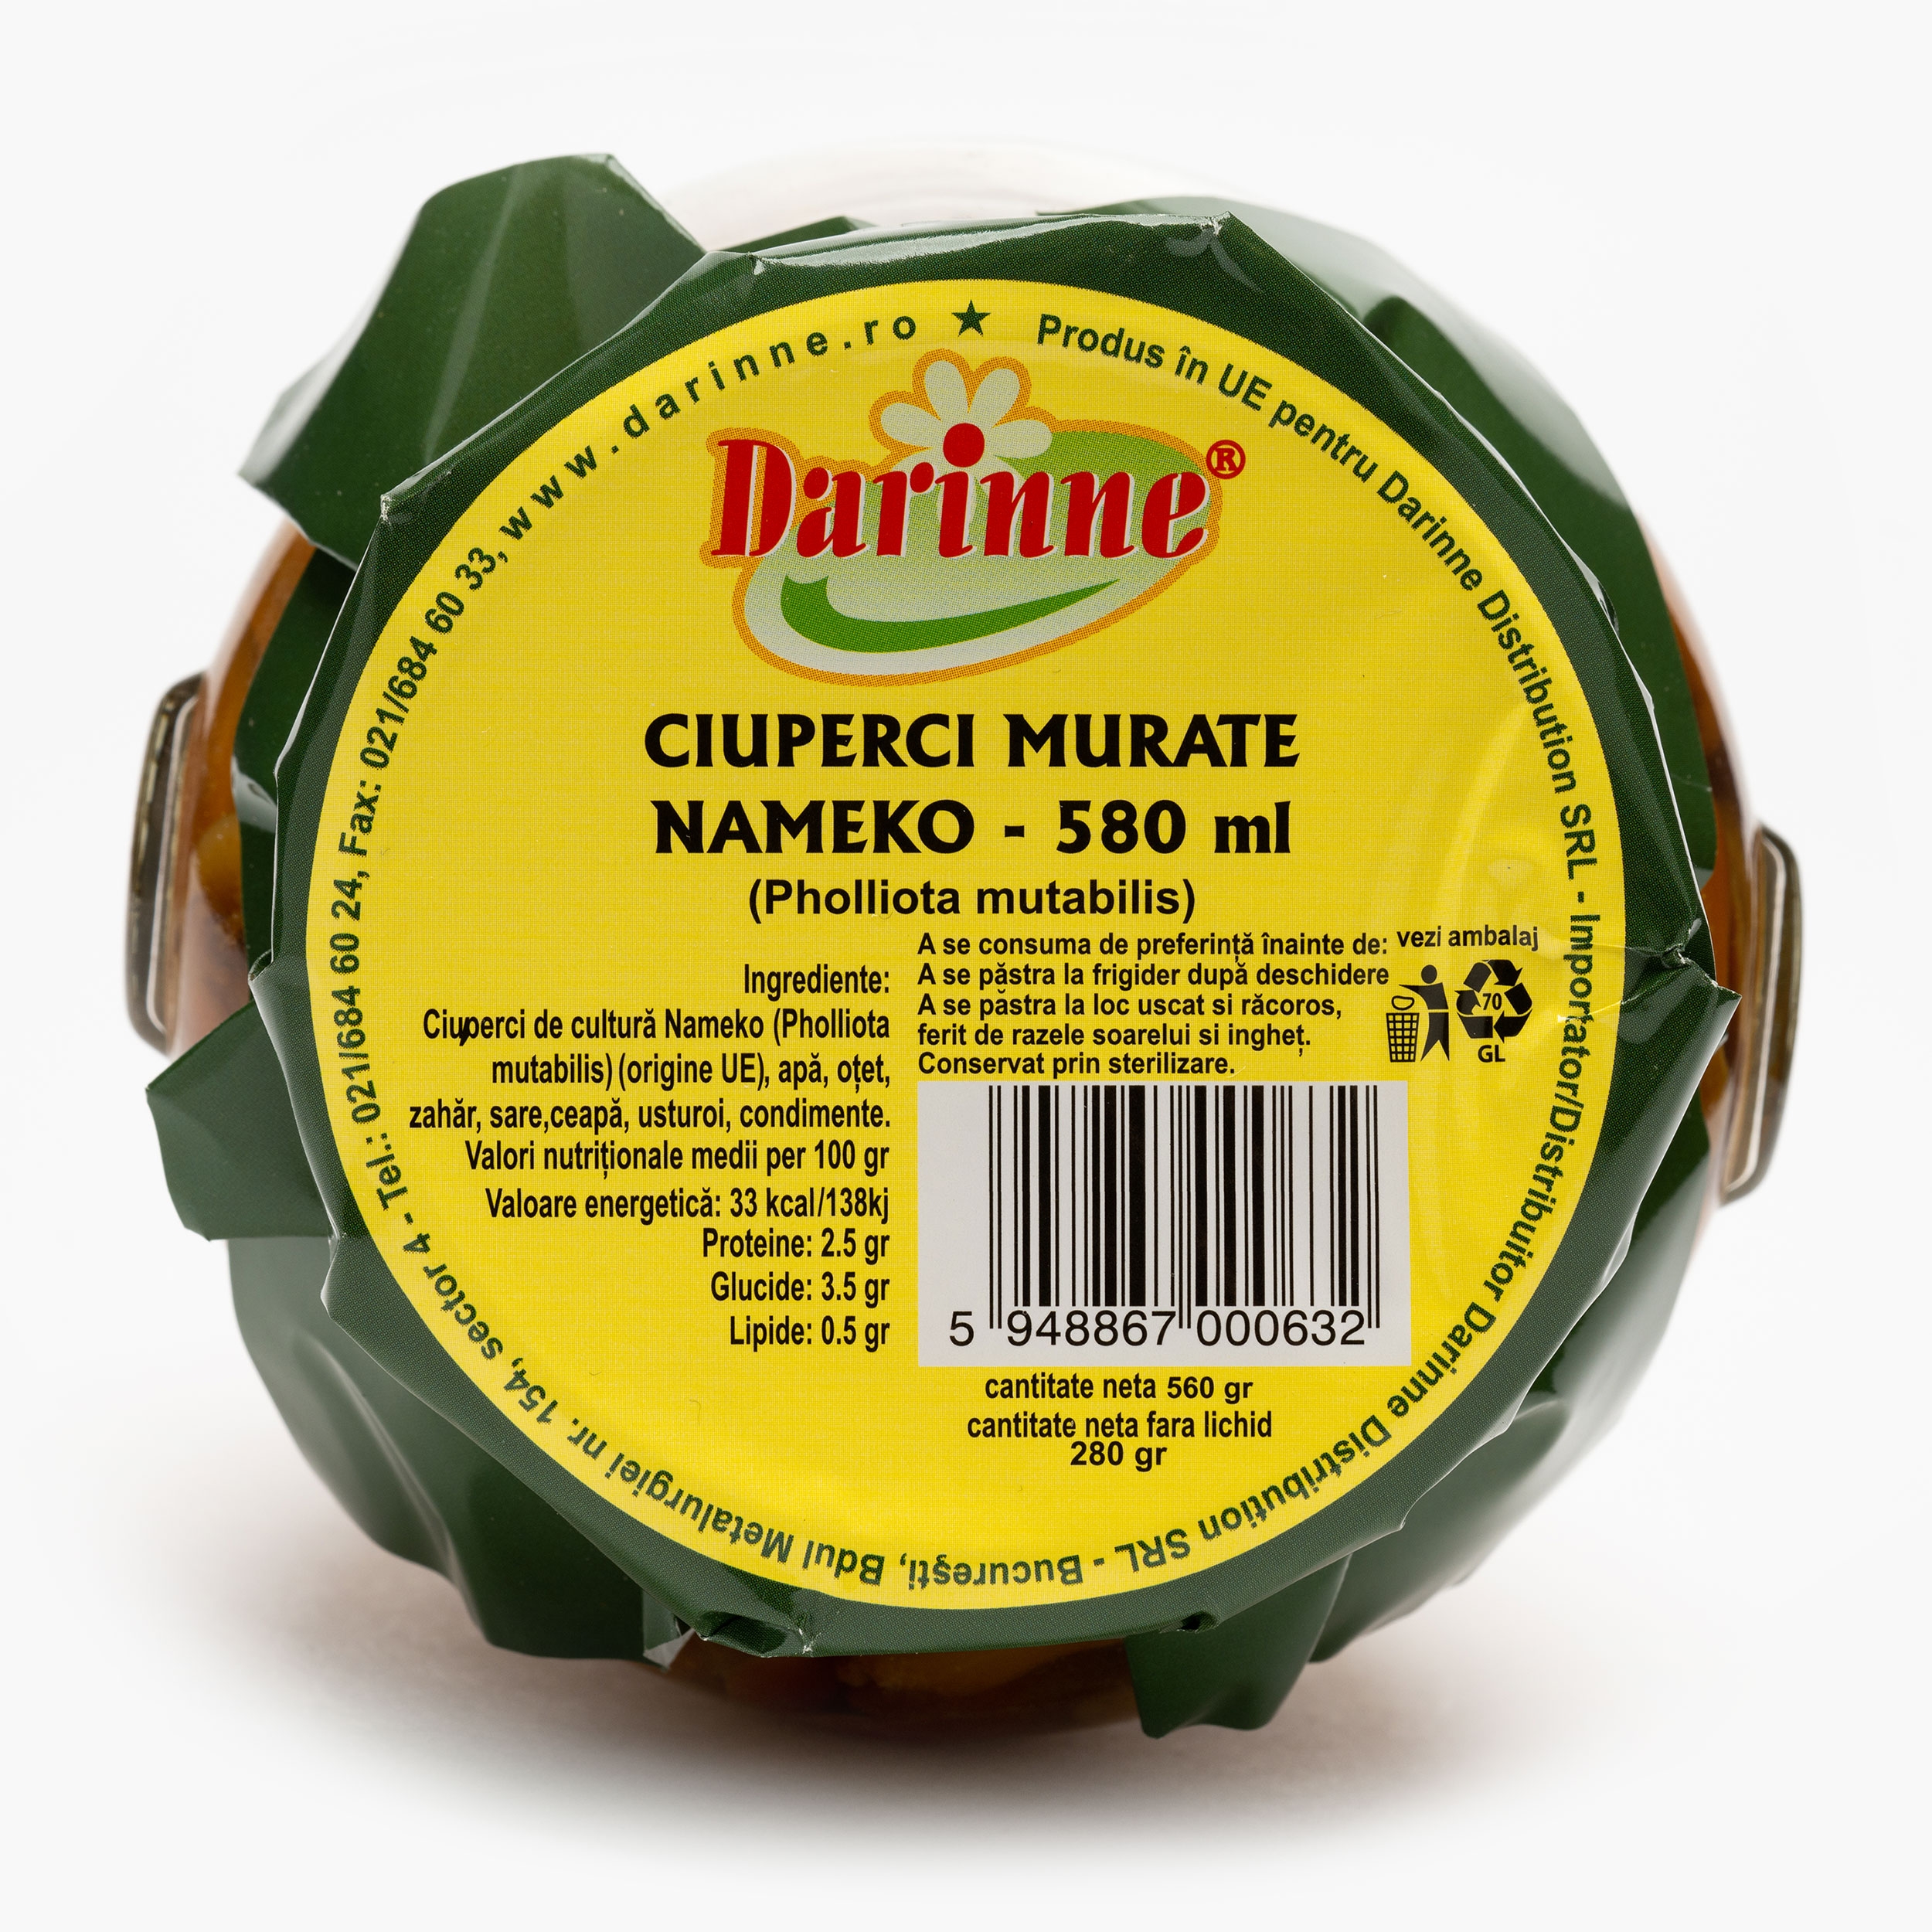 www.darinne.ro ★ Produs în UE pentru Darinne Distribution SRL - Importator/Distribuitor Darinne Distribution SRL - Bucureşti, Bdul Metalurgiei nr. 154, sector 4 - Tel.: 021/684 60 24, Fax: 021/684 60 33,
Darinne®
CIUPERCI MURATE
NAMEKO - 580 ml
(Pholliota mutabilis)
Ingrediente:
Ciuperci de cultură Nameko (Pholliota
mutabilis) (origine UE), apă, oțet,
zahăr, sare,ceapă, usturoi, condimente.
Valori nutriționale medii per 100 gr
Valoare energetică: 33 kcal/138kj
Proteine: 2.5 gr
Glucide: 3.5 gr
Lipide: 0.5 gr
A se consuma de preferință înainte de: vezi ambalaj
A se păstra la frigider după deschidere
A se păstra la loc uscat si răcoros,
ferit de razele soarelui si ingheț.
Conservat prin sterilizare.
70
GL
5 948867 000632
cantitate neta 560 gr
cantitate neta fara lichid
280 gr